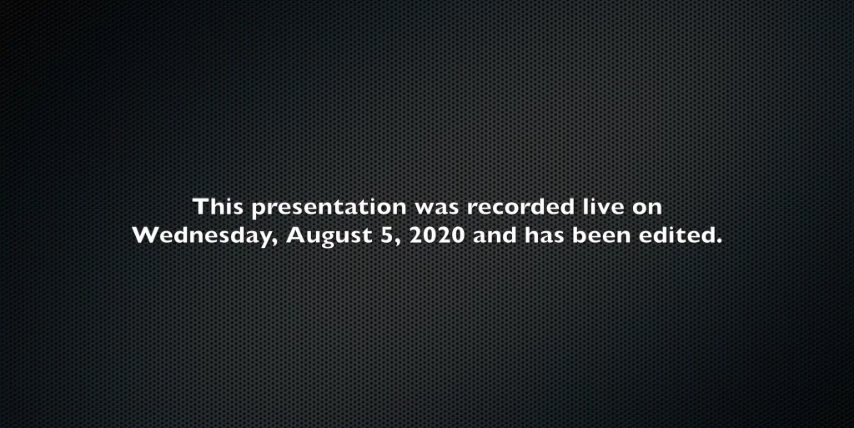 This presentation was recorded live on
Wednesday, August 5, 2020 and has been edited.